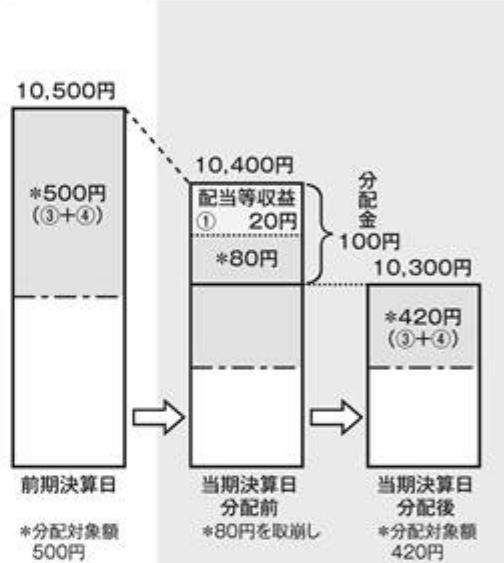 10,500円
*500円
(③+④)
前期決算日
*分配対象額
500円
10,400円
配当等収益
① 20円
*80円
分配金
100円
当期決算日
分配前
*80円を取崩し
10,300円
*420円
(③+④)
当期決算日
分配後
*分配対象額
420円